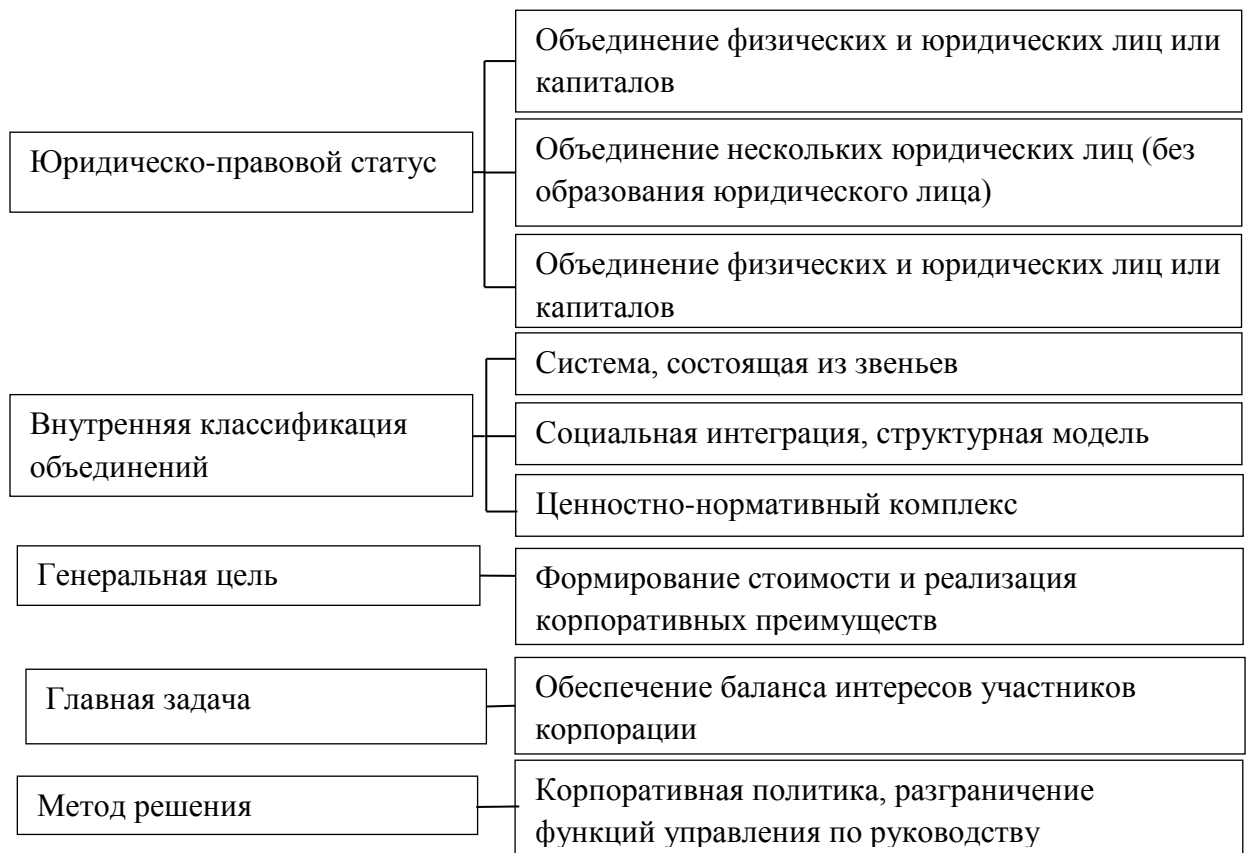 Юридическо-правовой статус
Объединение физических и юридических лиц или
капиталов
Объединение нескольких юридических лиц (без
образования юридического лица)
Объединение физических и юридических лиц или
капиталов
Внутренняя классификация
объединений
Система, состоящая из звеньев
Социальная интеграция, структурная модель
Ценностно-нормативный комплекс
Генеральная цель
Формирование стоимости и реализация
корпоративных преимуществ
Главная задача
Обеспечение баланса интересов участников
корпорации
Метод решения
Корпоративная политика, разграничение
функций управления по руководству